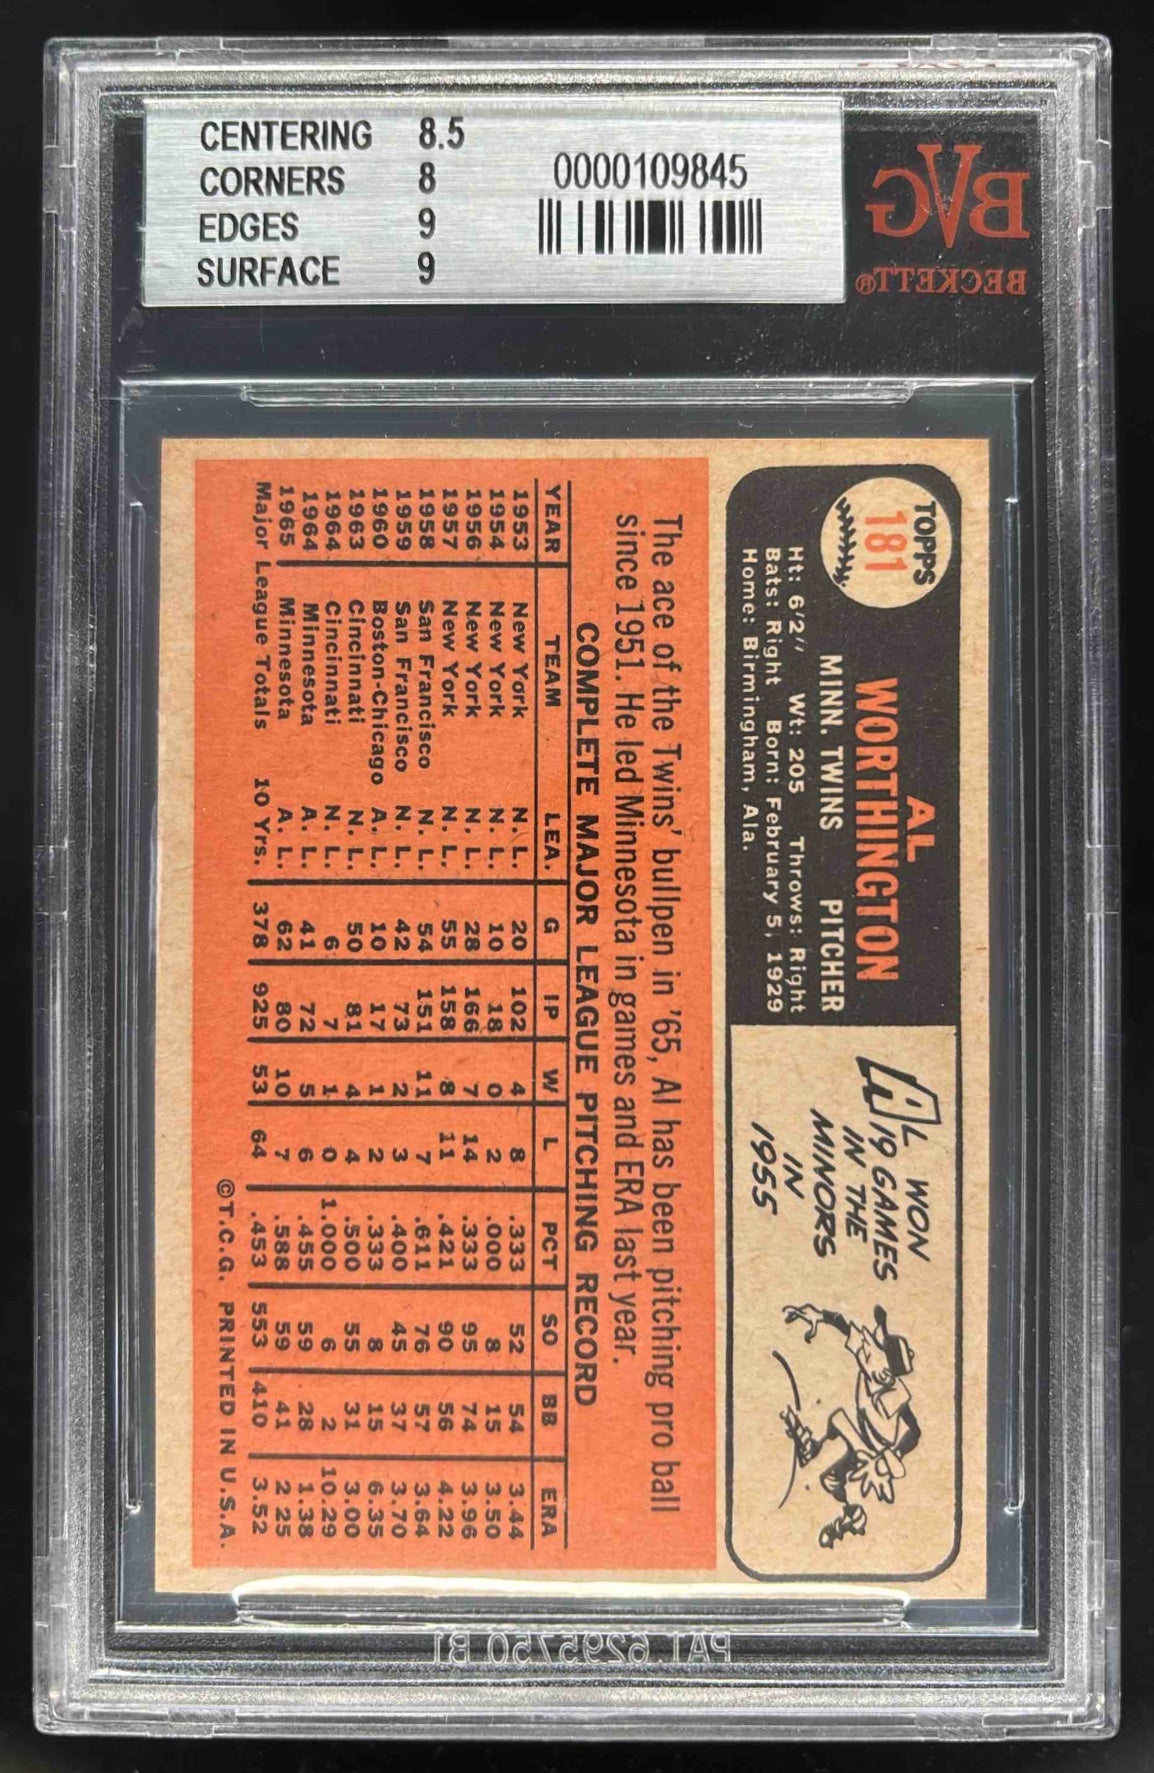 CENTERING 8.5
CORNERS 8
EDGES 9
SURFACE 9
0000109845
BVG
BECKETT®
TOPPS
181
AL
WORTHINGTON
MINN. TWINS PITCHER
Ht: 6'2" Wt: 205 Throws: Right
Bats: Right Born: February 5, 1929
Home: Birmingham, Ala.
AL WON
19 GAMES
IN THE
MINORS
IN
1955
The ace of the Twins' bullpen in '65, Al has been pitching pro ball
since 1951. He led Minnesota in games and ERA last year.
COMPLETE MAJOR LEAGUE PITCHING RECORD
YEAR TEAM LEA. G IP W L PCT SO BB ERA
1953 New York N. L. 20 102 4 8 .333 52 54 3.44
1954 New York N. L. 10 18 0 2 .000 8 15 3.50
1956 New York N. L. 28 166 7 14 .333 95 74 3.96
1957 New York N. L. 55 158 8 11 .421 90 56 4.22
1958 San Francisco N. L. 54 151 11 7 .611 76 57 3.64
1959 San Francisco N. L. 42 73 2 3 .400 45 37 3.70
1960 Boston-Chicago A. L. 10 17 1 2 .333 8 15 6.35
1963 Cincinnati N. L. 50 81 4 4 .500 55 31 3.00
1964 Cincinnati N. L. 6 7 1 0 1.000 6 2 10.29
1964 Minnesota A. L. 41 72 5 6 .455 59 28 1.38
1965 Minnesota A. L. 62 80 10 7 .588 59 41 2.25
Major League Totals 10 Yrs. 378 925 53 64 .453 553 410 3.52
©T.C.G. PRINTED IN U.S.A.
PAT. 6295750 B1